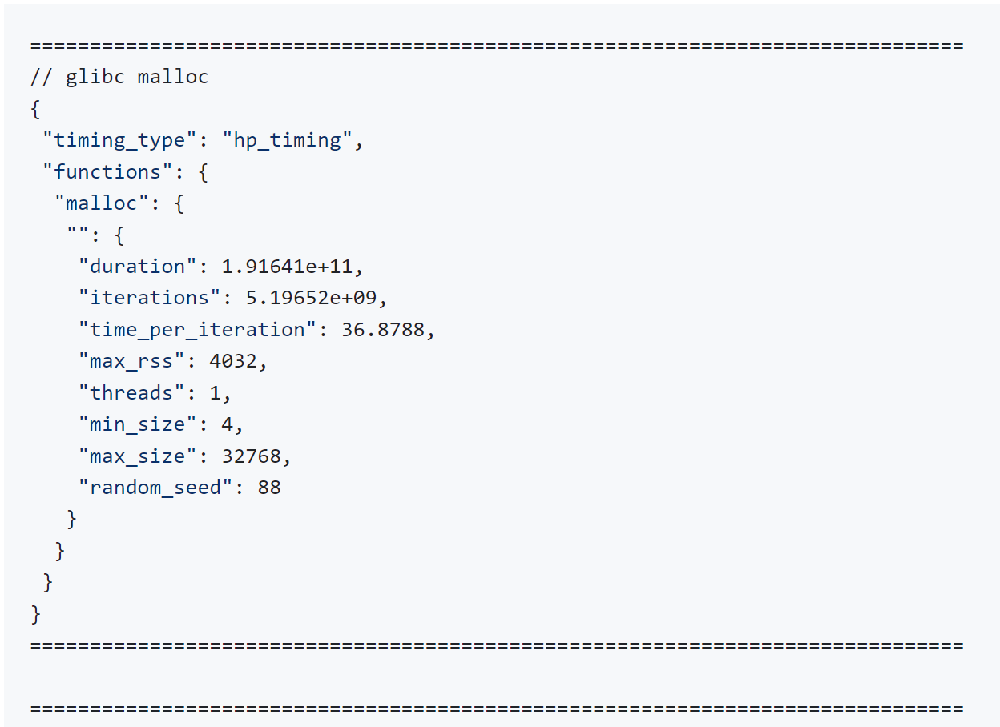 ==============================================================================
// glibc malloc
{
 "timing_type": "hp_timing",
 "functions": {
  "malloc": {
   "": {
    "duration": 1.91641e+11,
    "iterations": 5.19652e+09,
    "time_per_iteration": 36.8788,
    "max_rss": 4032,
    "threads": 1,
    "min_size": 4,
    "max_size": 32768,
    "random_seed": 88
   }
  }
 }
}
==============================================================================
==============================================================================